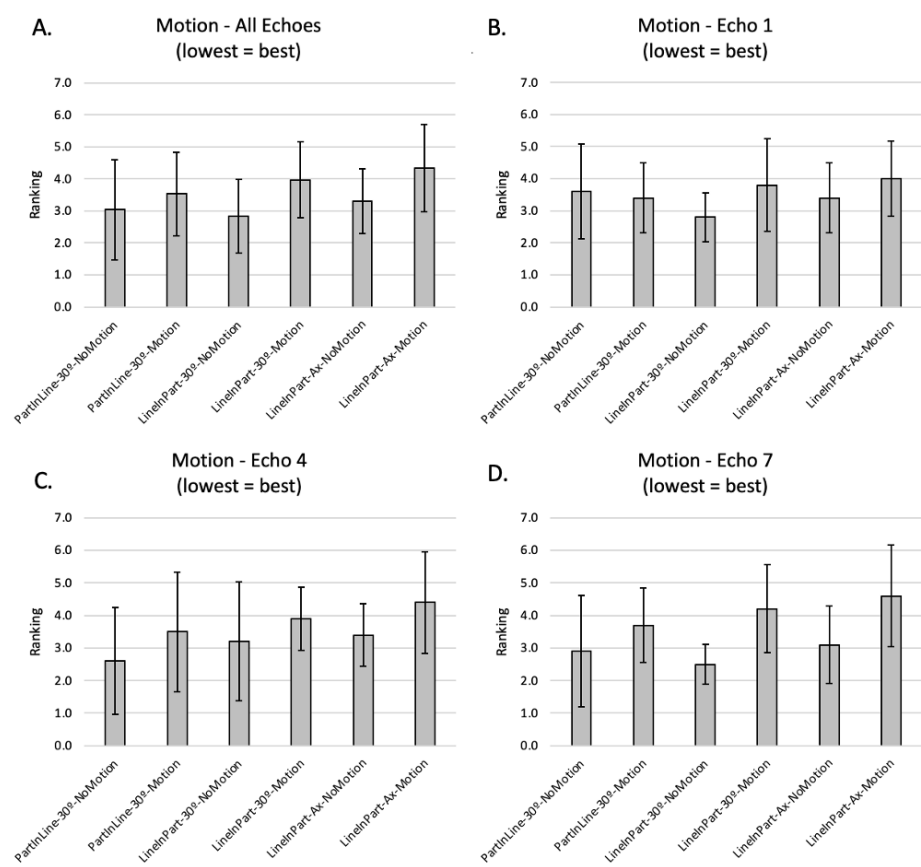 A.
Motion - All Echoes
(lowest = best)
Ranking
7.0
6.0
5.0
4.0
3.0
2.0
1.0
0.0
PartInLine-30º-NoMotion
PartInLine-30º-Motion
LineInPart-30º-NoMotion
LineInPart-30º-Motion
LineInPart-Ax-NoMotion
LineInPart-Ax-Motion
B.
Motion - Echo 1
(lowest = best)
Ranking
7.0
6.0
5.0
4.0
3.0
2.0
1.0
0.0
PartInLine-30º-NoMotion
PartInLine-30º-Motion
LineInPart-30º-NoMotion
LineInPart-30º-Motion
LineInPart-Ax-NoMotion
LineInPart-Ax-Motion
C.
Motion - Echo 4
(lowest = best)
Ranking
7.0
6.0
5.0
4.0
3.0
2.0
1.0
0.0
PartInLine-30º-NoMotion
PartInLine-30º-Motion
LineInPart-30º-NoMotion
LineInPart-30º-Motion
LineInPart-Ax-NoMotion
LineInPart-Ax-Motion
D.
Motion - Echo 7
(lowest = best)
Ranking
7.0
6.0
5.0
4.0
3.0
2.0
1.0
0.0
PartInLine-30º-NoMotion
PartInLine-30º-Motion
LineInPart-30º-NoMotion
LineInPart-30º-Motion
LineInPart-Ax-NoMotion
LineInPart-Ax-Motion